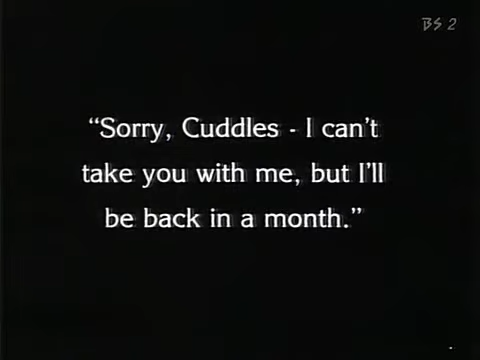 BS 2
“Sorry, Cuddles - I can’t
take you with me, but I’ll
be back in a month.”